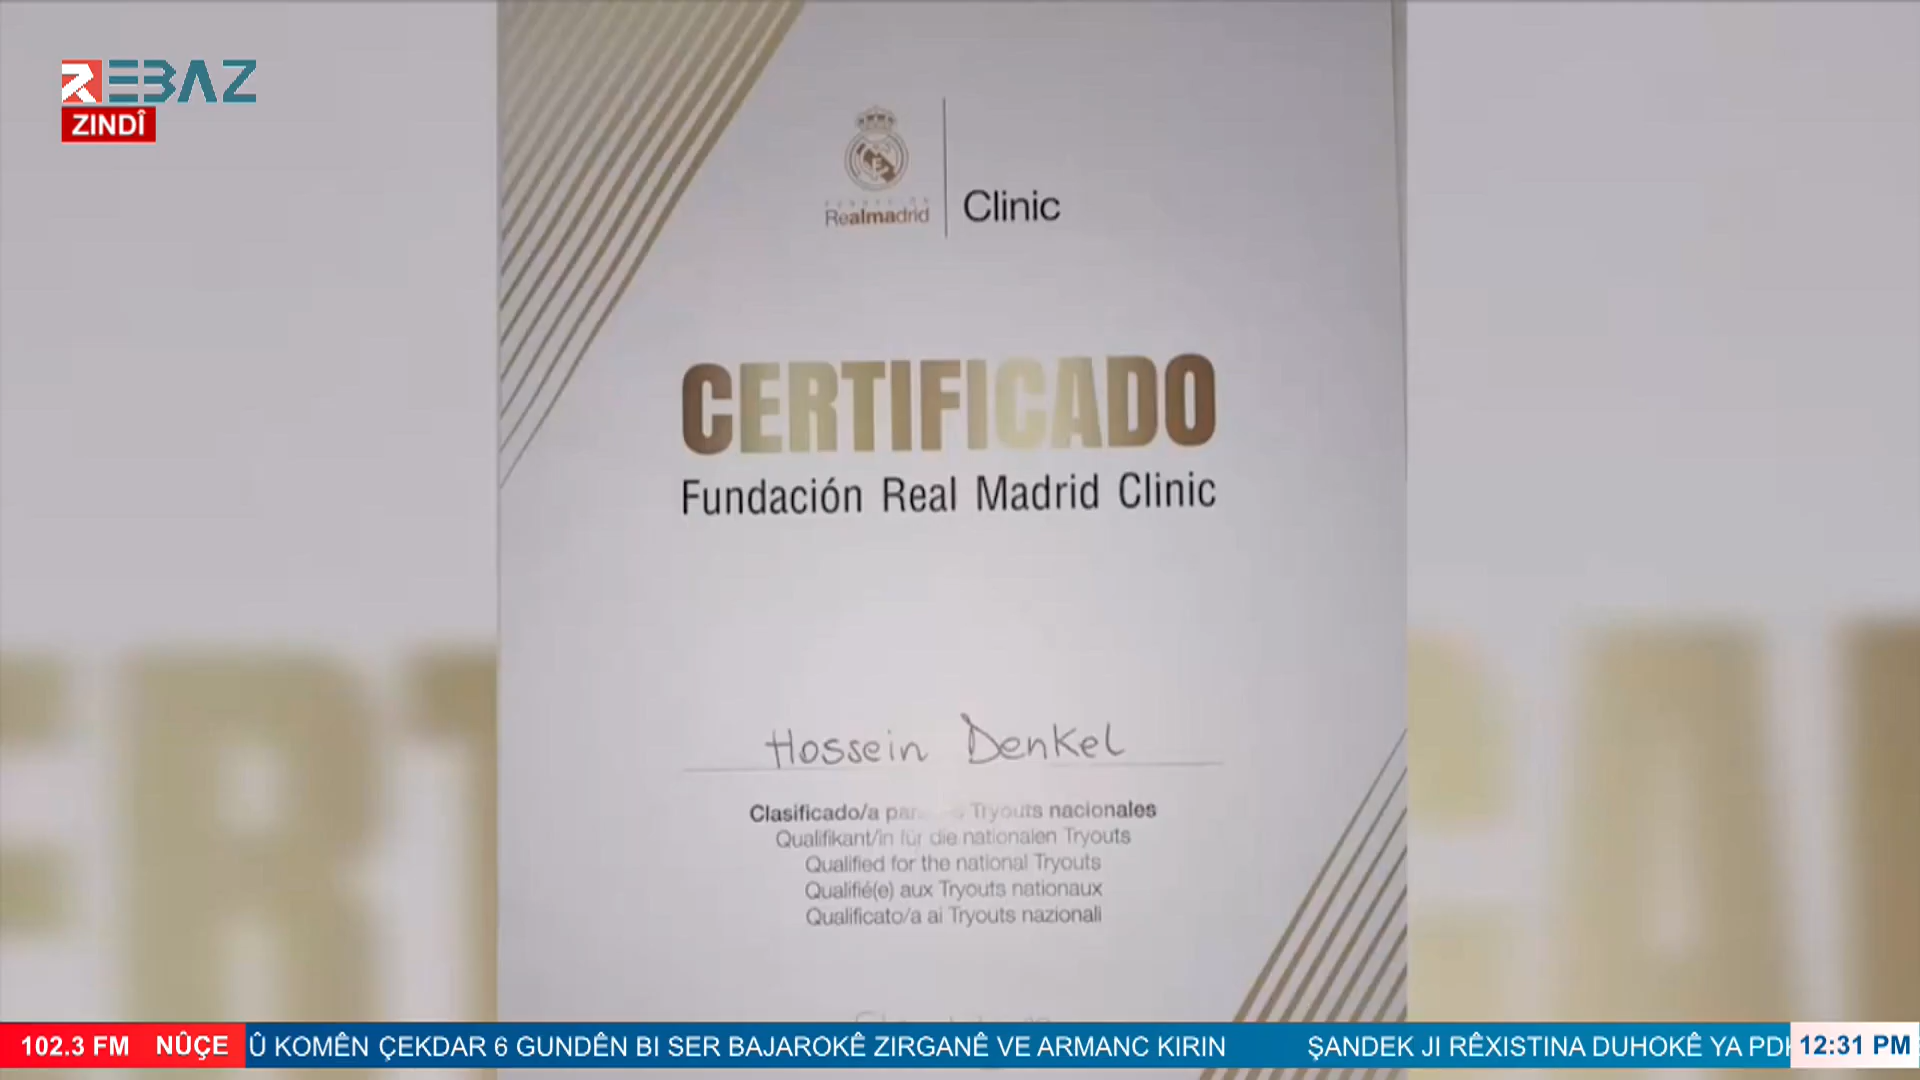 REBAZ
ZINDÎ
Realmadrid
Clinic
CERTIFICADO
Fundación Real Madrid Clinic
Hossein Denkel
Clasificado/a Tryouts nacionales
Qualifikant/in für die nationalen Tryouts
Qualified for the national Tryouts
Qualifié(e) aux Tryouts nationaux
Qualificato/a ai Tryouts nazionali
102.3 FM NÛÇE Û KOMÊN ÇEKDAR 6 GUNDÊN BI SER BAJAROKÊ ZIRGANÊ VE ARMANC KIRIN ŞANDEK JI RÊXISTINA DUHOKÊ YA 12:31 PM